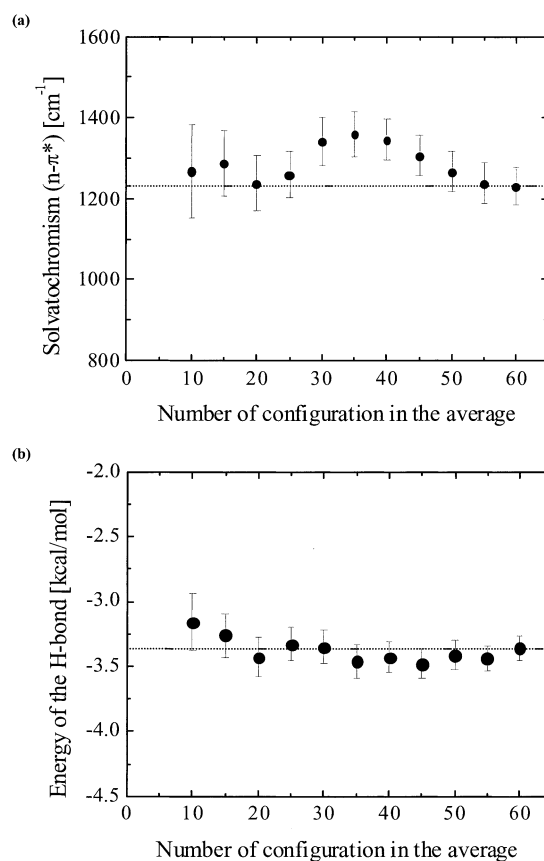 (a)
Solvatochromism (n-π*) [cm⁻¹]
1600
1400
1200
1000
800
0 10 20 30 40 50 60
Number of configuration in the average
(b)
Energy of the H-bond [kcal/mol]
-2.0
-2.5
-3.0
-3.5
-4.0
-4.5
0 10 20 30 40 50 60
Number of configuration in the average